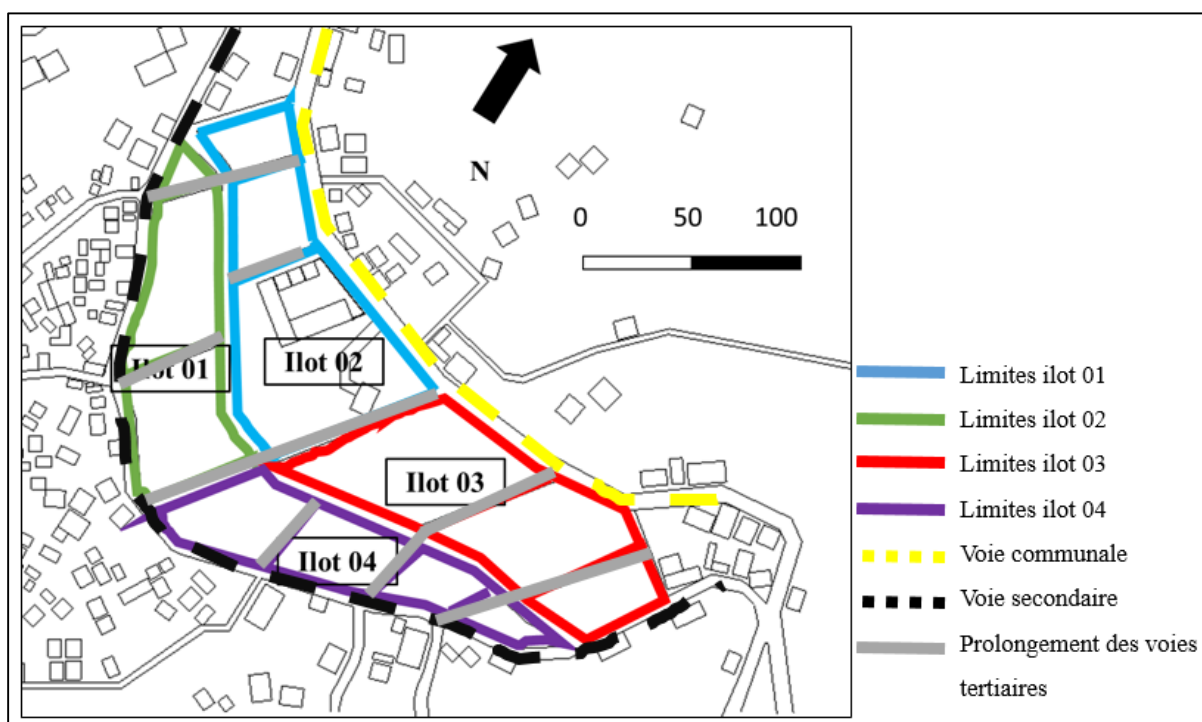 N
0 50 100
Ilot 01
Ilot 02
Ilot 03
Ilot 04
Limites ilot 01
Limites ilot 02
Limites ilot 03
Limites ilot 04
Voie communale
Voie secondaire
Prolongement des voies
tertiaires